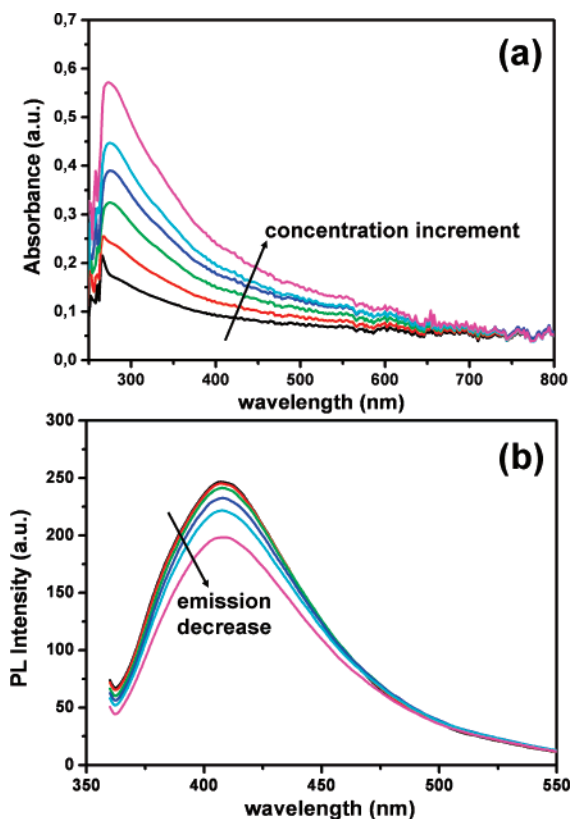 (a)
Absorbance (a.u.)
0,7
0,6
0,5
0,4
0,3
0,2
0,1
0,0
concentration increment
300 400 500 600 700 800
wavelength (nm)
(b)
PL Intensity (a.u.)
300
250
200
150
100
50
0
emission
decrease
350 400 450 500 550
wavelength (nm)